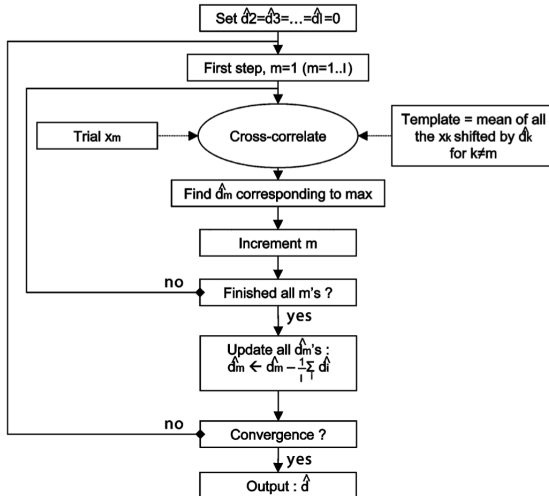 Set d̂2=d̂3=...=d̂I=0
First step, m=1 (m=1..I)
Trial xm
Cross-correlate
Template = mean of all
the xk shifted by d̂k
for k≠m
Find d̂m corresponding to max
Increment m
no
Finished all m's ?
yes
Update all d̂m's :
d̂m ← d̂m − 1/I Σi d̂i
no
Convergence ?
yes
Output : d̂